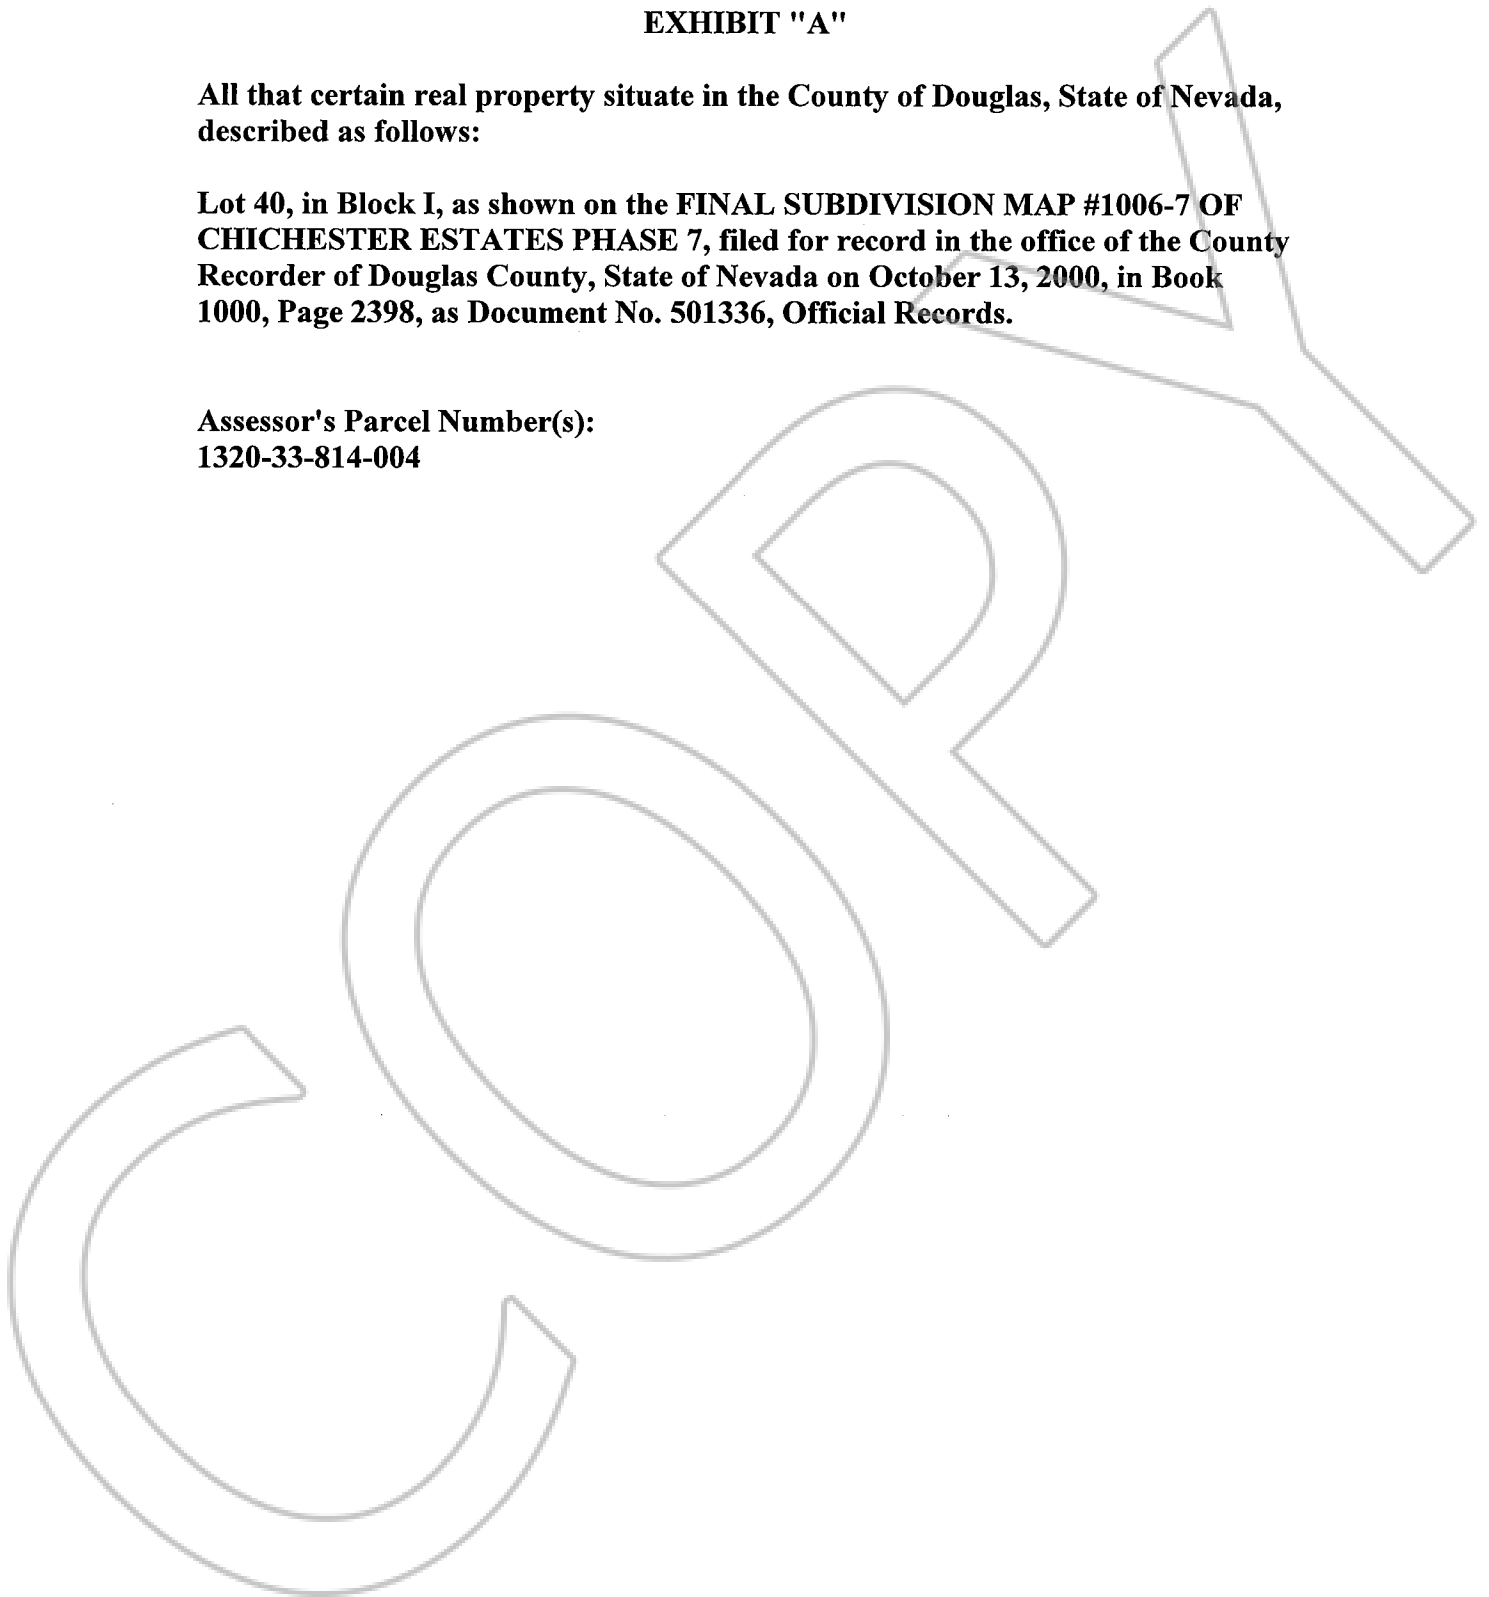 EXHIBIT "A"
All that certain real property situate in the County of Douglas, State of Nevada,
described as follows:
Lot 40, in Block I, as shown on the FINAL SUBDIVISION MAP #1006-7 OF
CHICHESTER ESTATES PHASE 7, filed for record in the office of the County
Recorder of Douglas County, State of Nevada on October 13, 2000, in Book
1000, Page 2398, as Document No. 501336, Official Records.
Assessor's Parcel Number(s):
1320-33-814-004
COPY